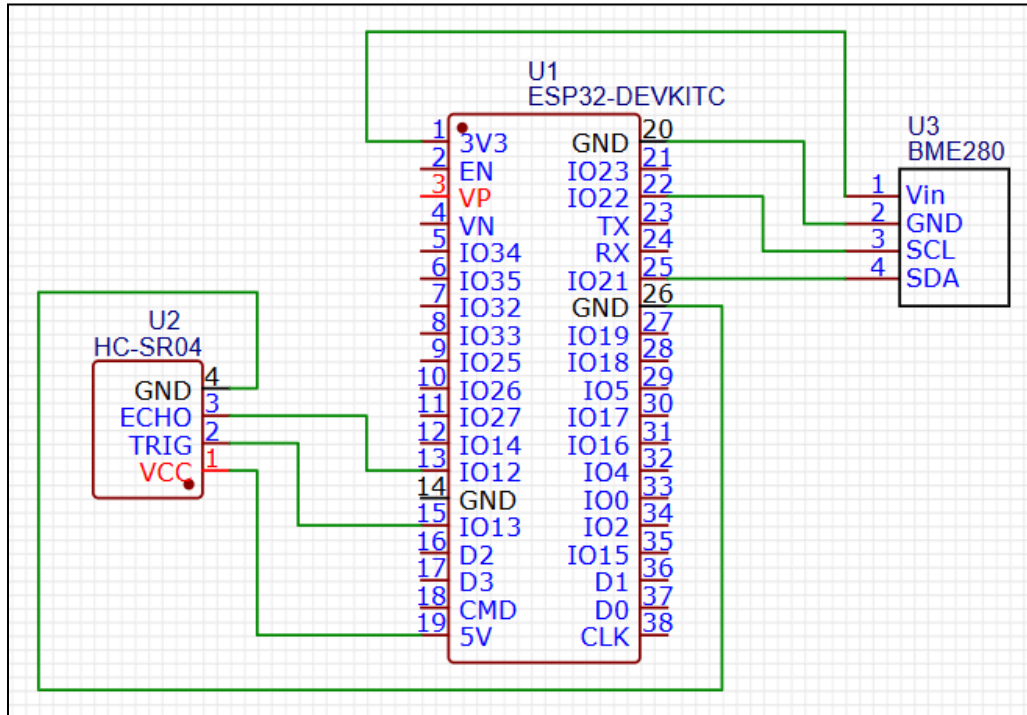 U1
ESP32-DEVKITC
1 3V3
2 EN
3 VP
4 VN
5 IO34
6 IO35
7 IO32
8 IO33
9 IO25
10 IO26
11 IO27
12 IO14
13 IO12
14 GND
15 IO13
16 D2
17 D3
18 CMD
19 5V
GND 20
IO23 21
IO22 22
TX 23
RX 24
IO21 25
GND 26
IO19 27
IO18 28
IO5 29
IO17 30
IO16 31
IO4 32
IO0 33
IO2 34
IO15 35
D1 36
D0 37
CLK 38
U3
BME280
1 Vin
2 GND
3 SCL
4 SDA
U2
HC-SR04
GND 4
ECHO 3
TRIG 2
VCC 1